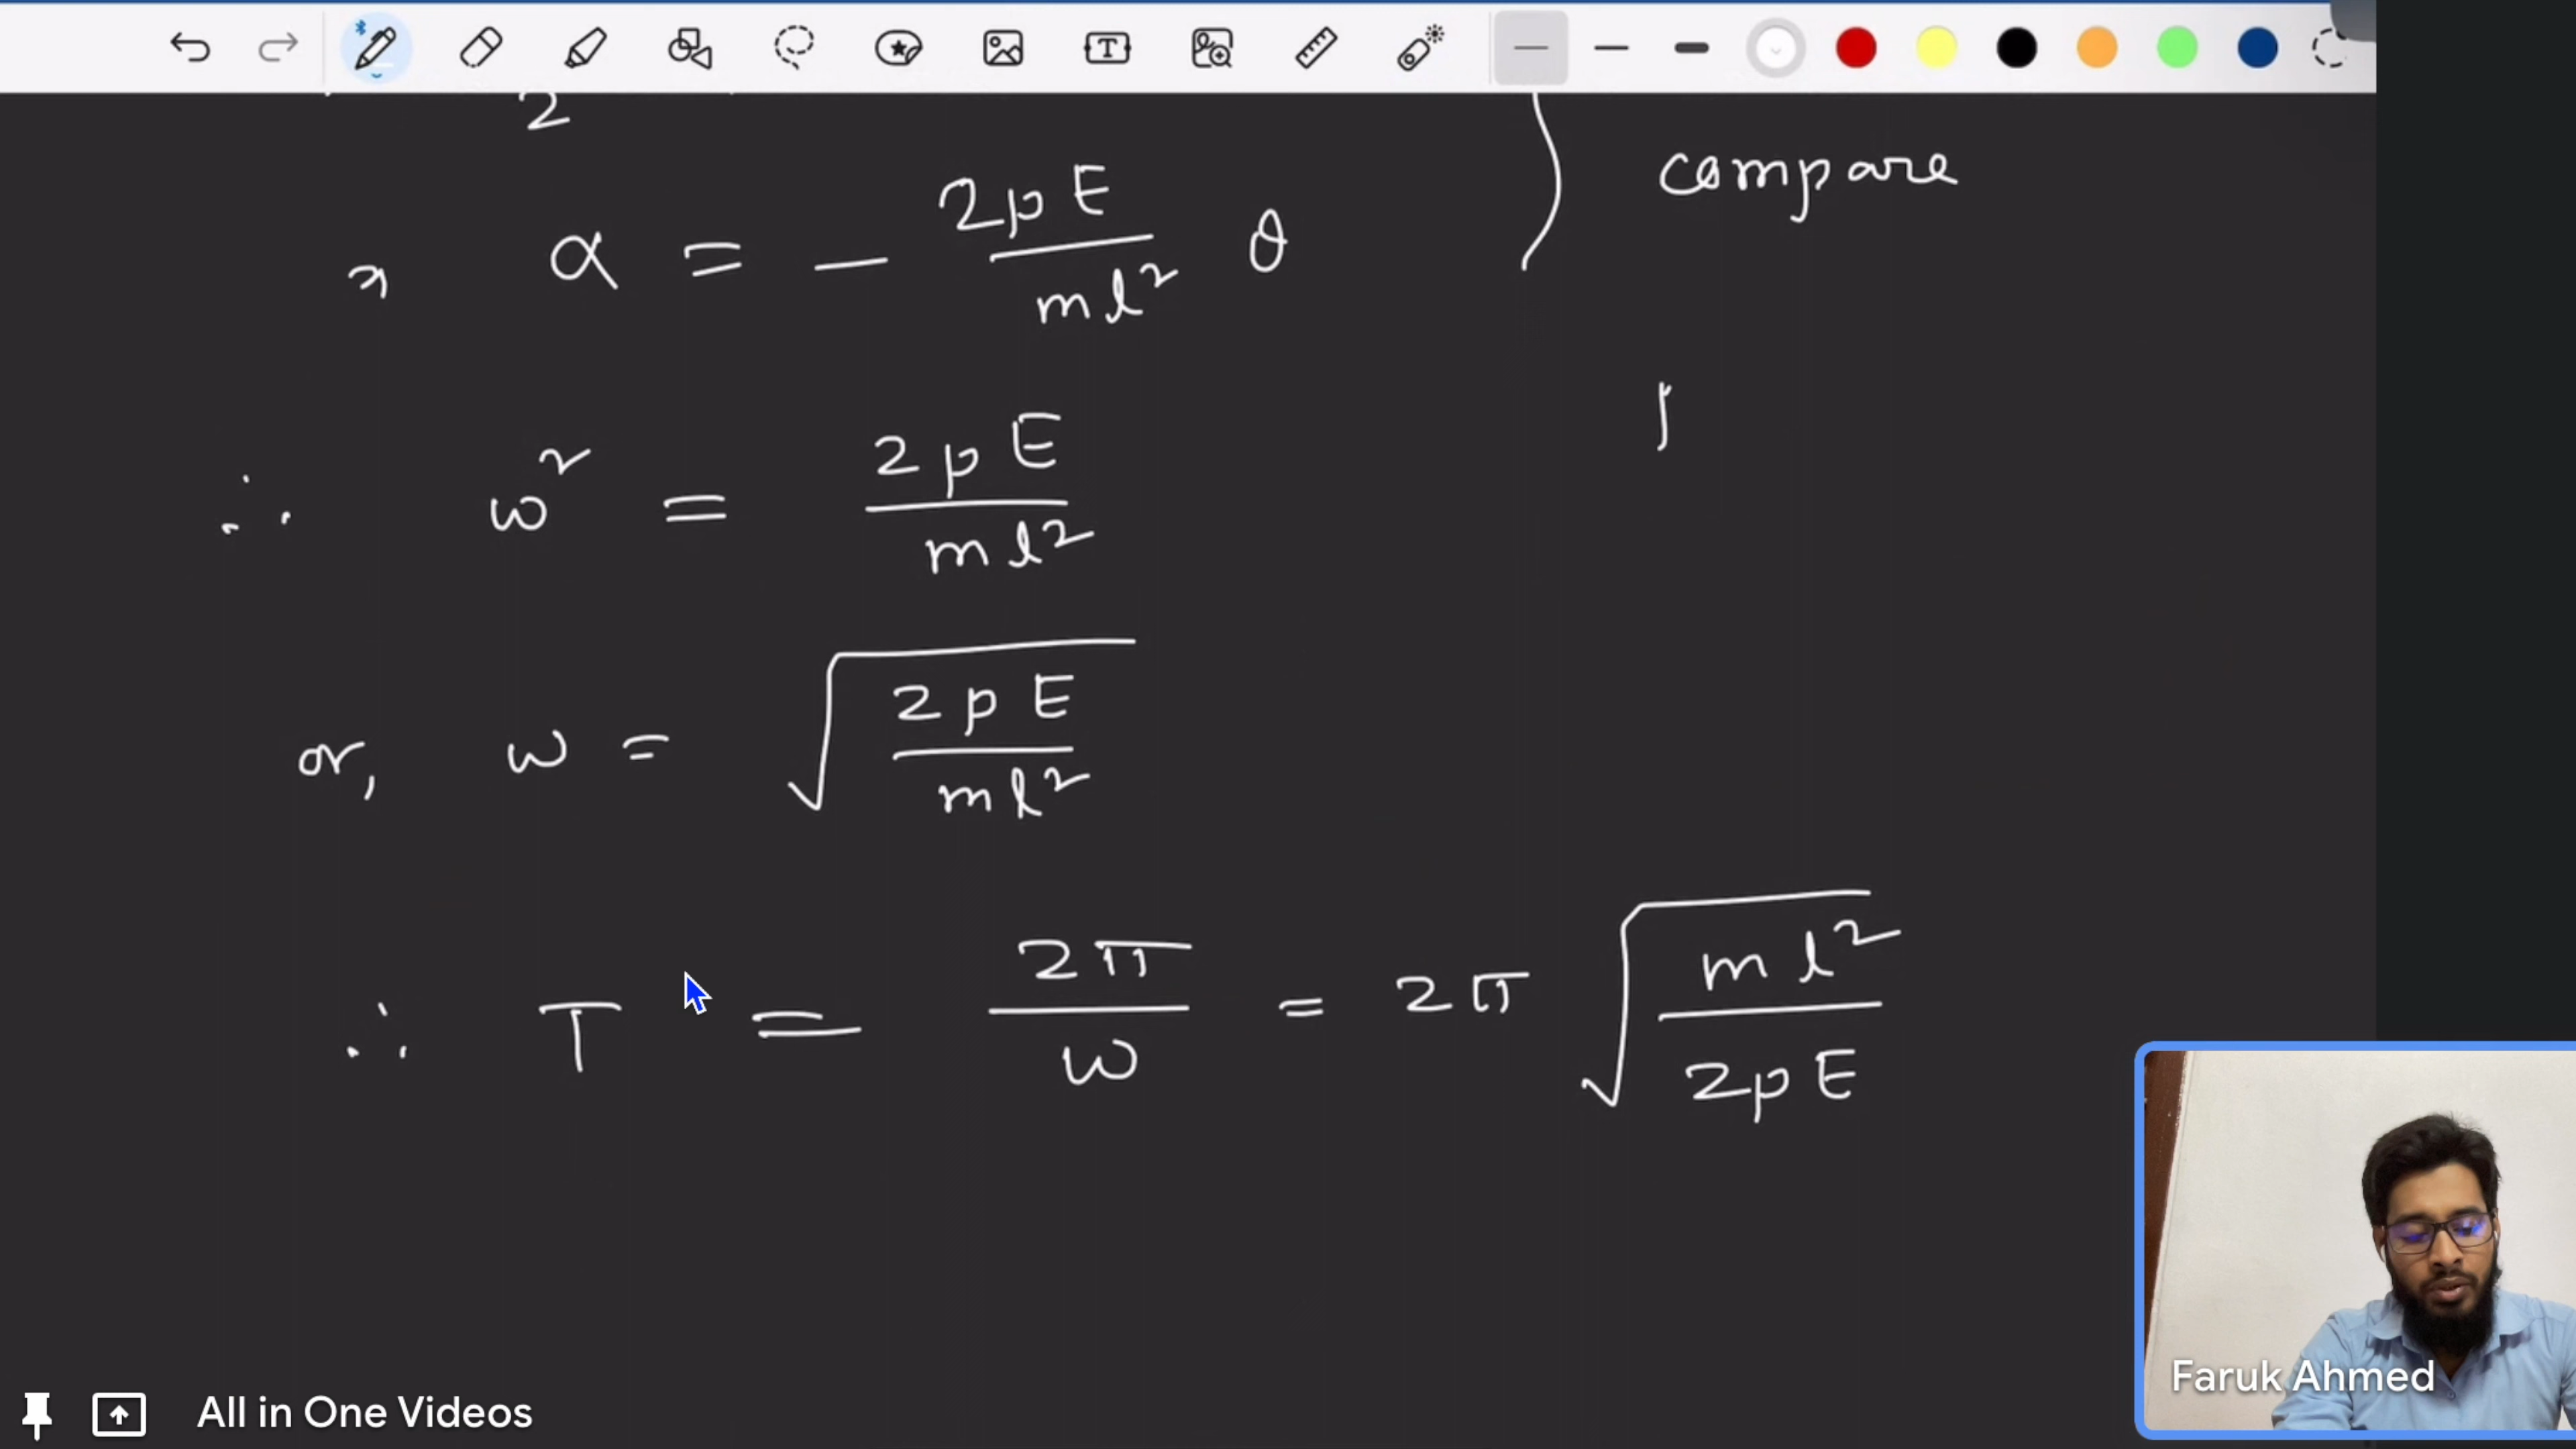 2
compare
α = - 2pE / ml² θ
∴ ω² = 2pE / ml²
or, ω = √(2pE / ml²)
∴ T = 2π / ω = 2π √(ml² / 2pE)
Faruk Ahmed
All in One Videos